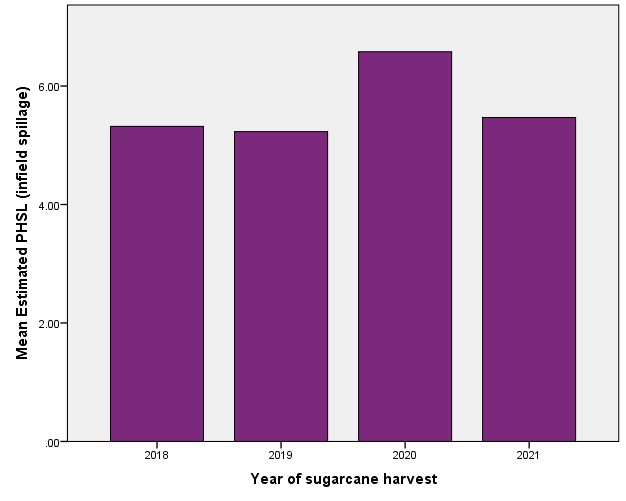 Mean Estimated PHSL (infield spillage)
6.00
4.00
2.00
.00
2018 2019 2020 2021
Year of sugarcane harvest